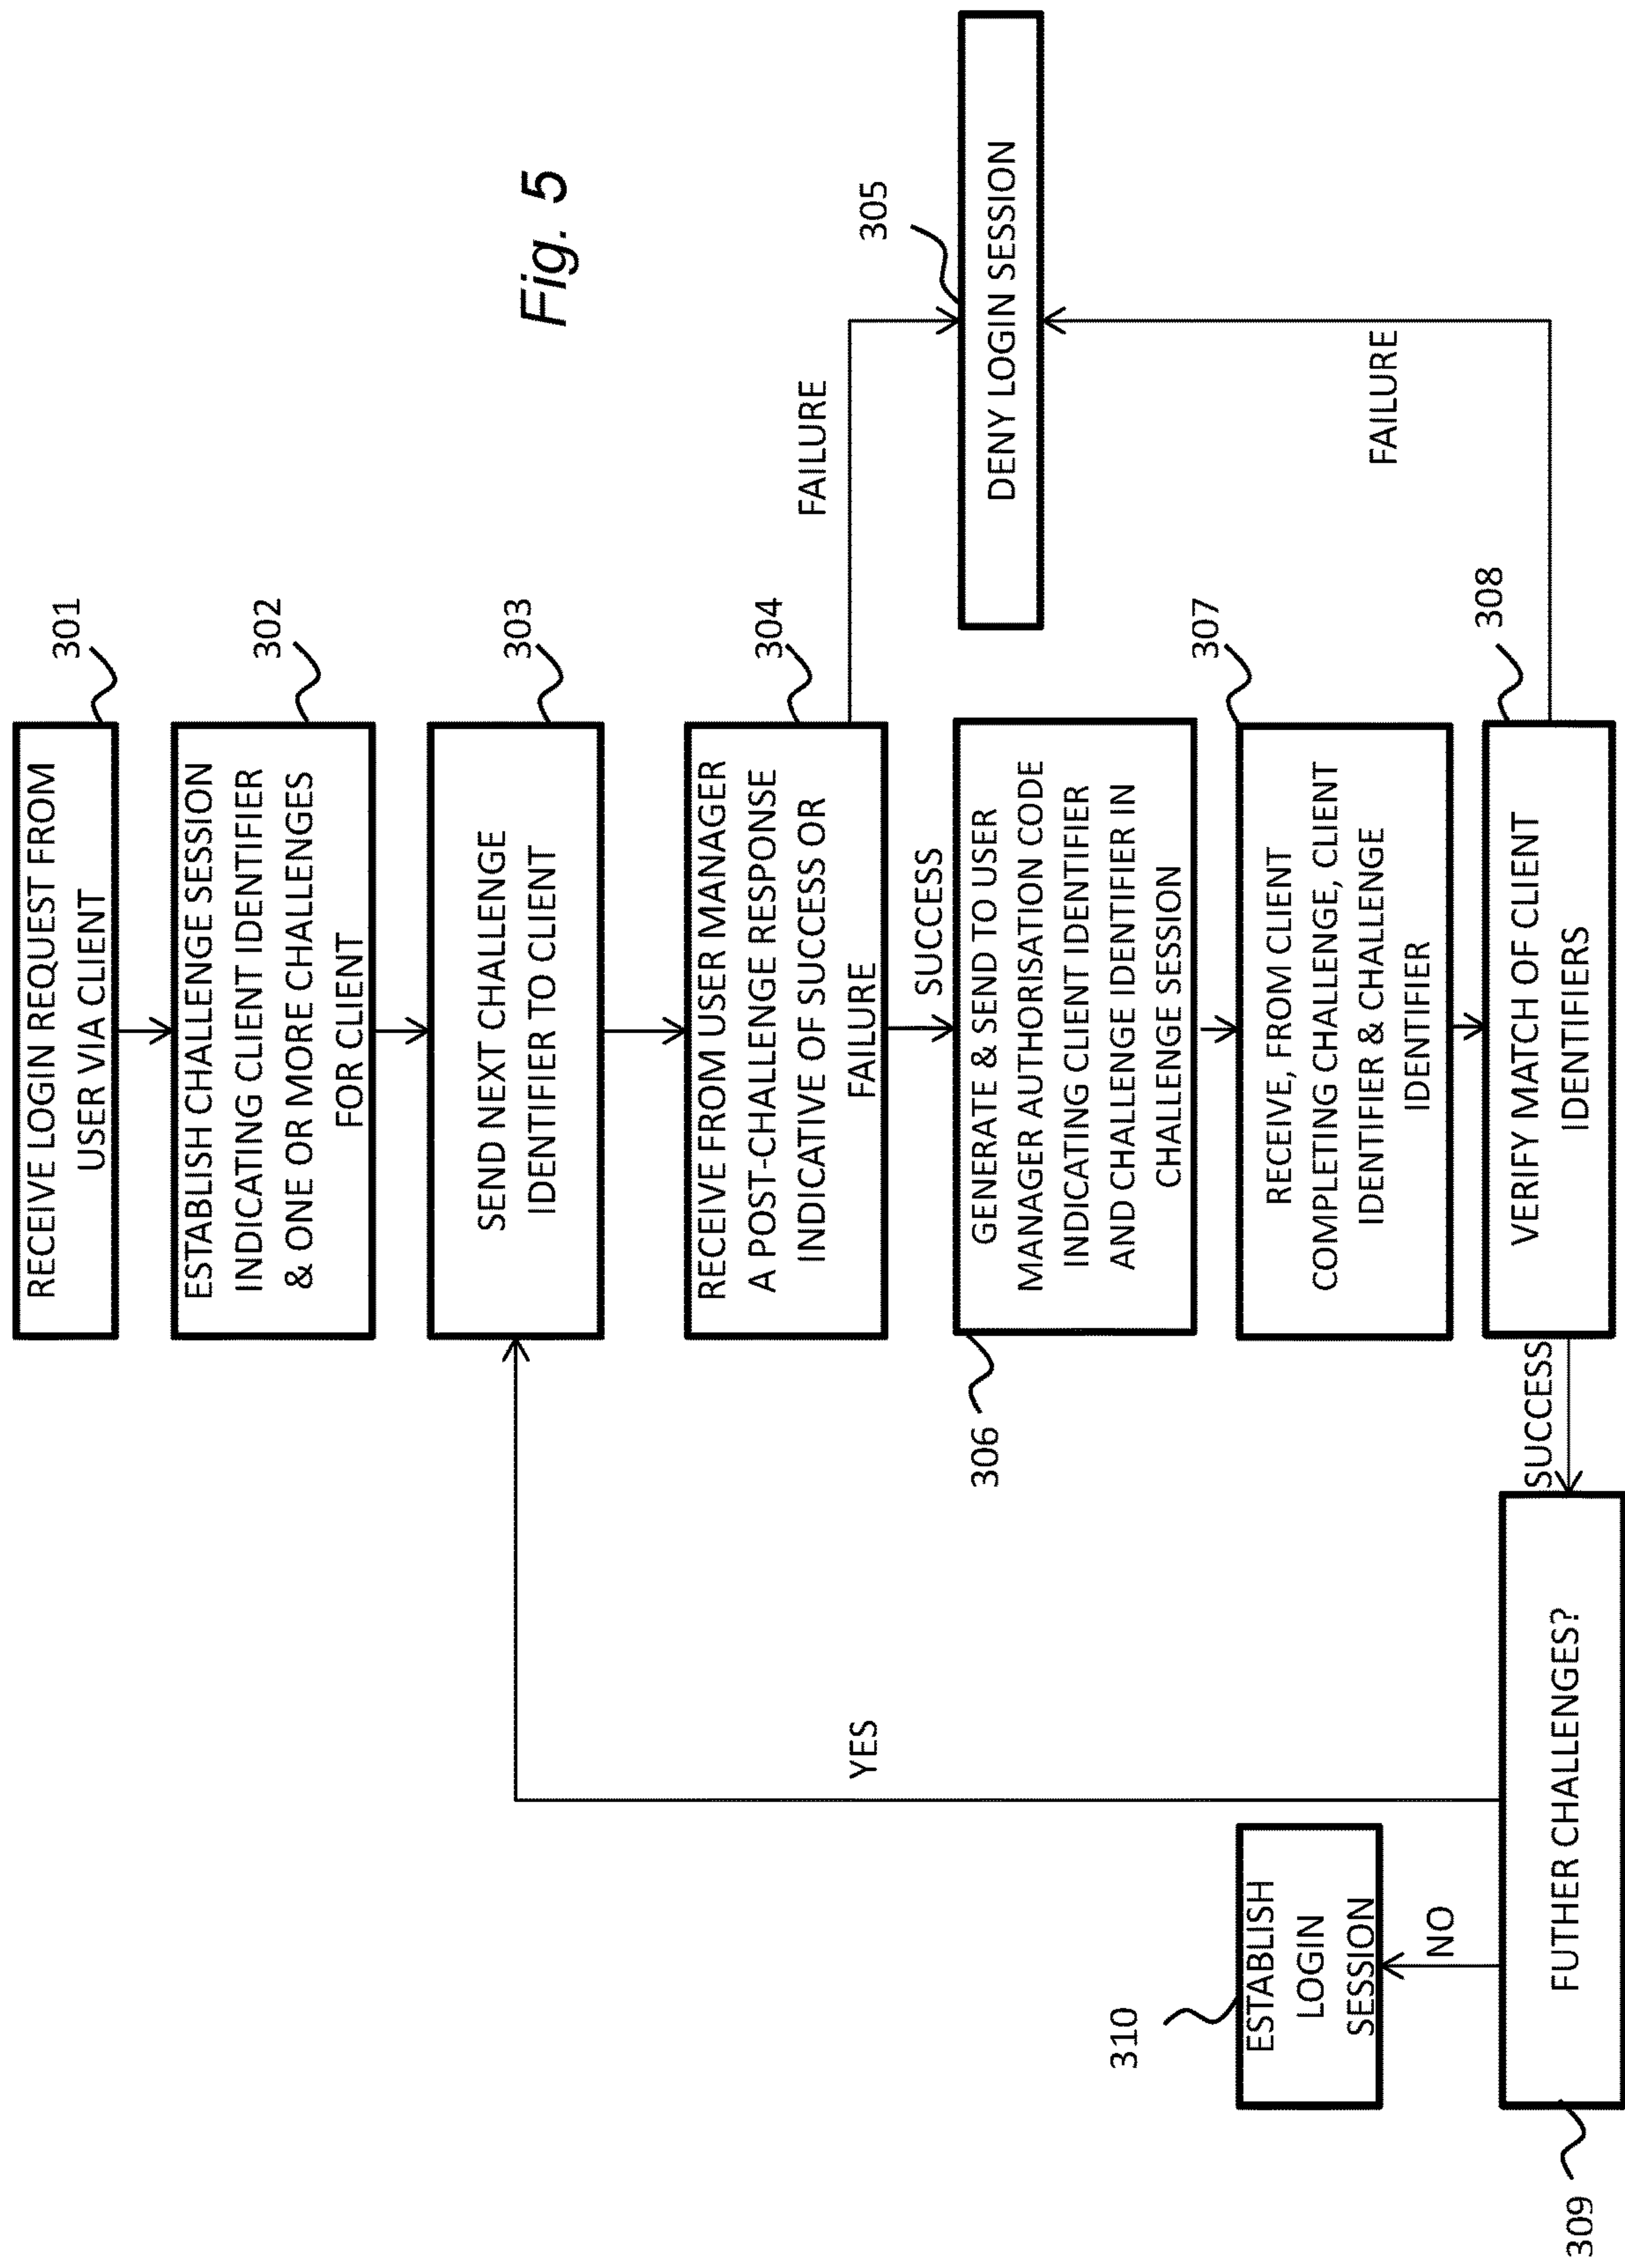 301
RECEIVE LOGIN REQUEST FROM
USER VIA CLIENT
302
ESTABLISH CHALLENGE SESSION
INDICATING CLIENT IDENTIFIER
& ONE OR MORE CHALLENGES
FOR CLIENT
303
SEND NEXT CHALLENGE
IDENTIFIER TO CLIENT
Fig. 5
304
RECEIVE FROM USER MANAGER
A POST-CHALLENGE RESPONSE
INDICATIVE OF SUCCESS OR
FAILURE
FAILURE
305
DENY LOGIN SESSION
SUCCESS
306
GENERATE & SEND TO USER
MANAGER AUTHORISATION CODE
INDICATING CLIENT IDENTIFIER
AND CHALLENGE IDENTIFIER IN
CHALLENGE SESSION
307
RECEIVE, FROM CLIENT
COMPLETING CHALLENGE, CLIENT
IDENTIFIER & CHALLENGE
IDENTIFIER
308
VERIFY MATCH OF CLIENT
IDENTIFIERS
FAILURE
SUCCESS
309
FUTHER CHALLENGES?
YES
NO
310
ESTABLISH
LOGIN
SESSION